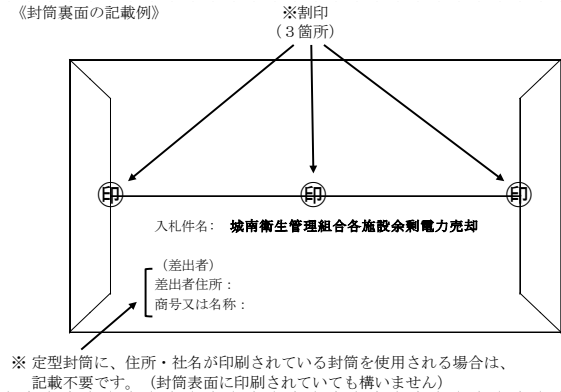 《封筒裏面の記載例》
※割印
（３箇所）
㊞ ㊞ ㊞
入札件名： 城南衛生管理組合各施設余剰電力売却
（差出者）
差出者住所：
商号又は名称：
※ 定型封筒に、住所・社名が印刷されている封筒を使用される場合は、
記載不要です。（封筒表面に印刷されていても構いません）